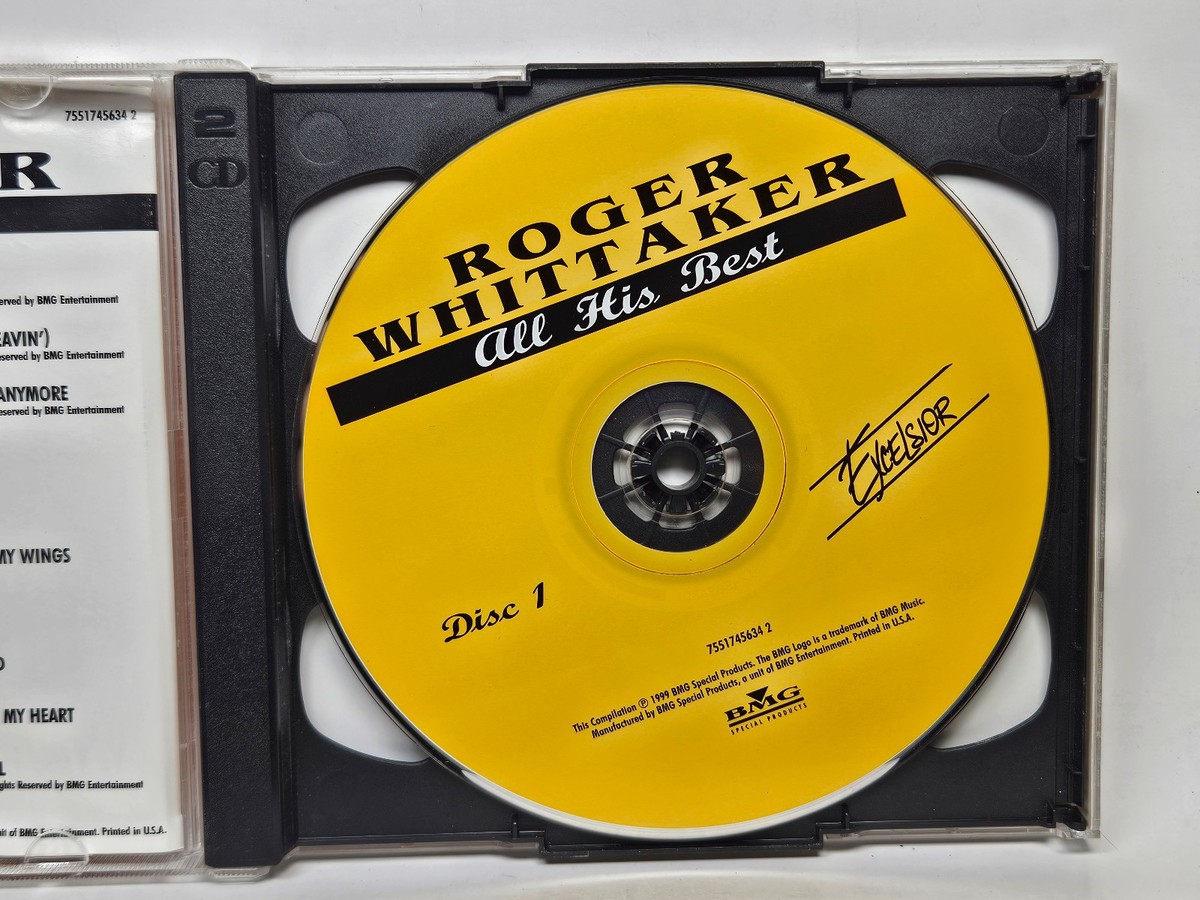 7551745634 2
R
erved by BMG Entertainment
EAVIN')
eserved by BMG Entertainment
ANYMORE
eserved by BMG Entertainment
MY WINGS
D
MY HEART
L
ghts Reserved by BMG Entertainment
nit of BMG Entertainment. Printed in U.S.A.
2
CD
ROGER
WHITTAKER
All His Best
EXCELSIOR
Disc 1
7551745634 2
This Compilation ℗ 1999 BMG Special Products. The BMG Logo is a trademark of BMG Music.
Manufactured by BMG Special Products, a unit of BMG Entertainment. Printed in U.S.A.
BMG
SPECIAL PRODUCTS